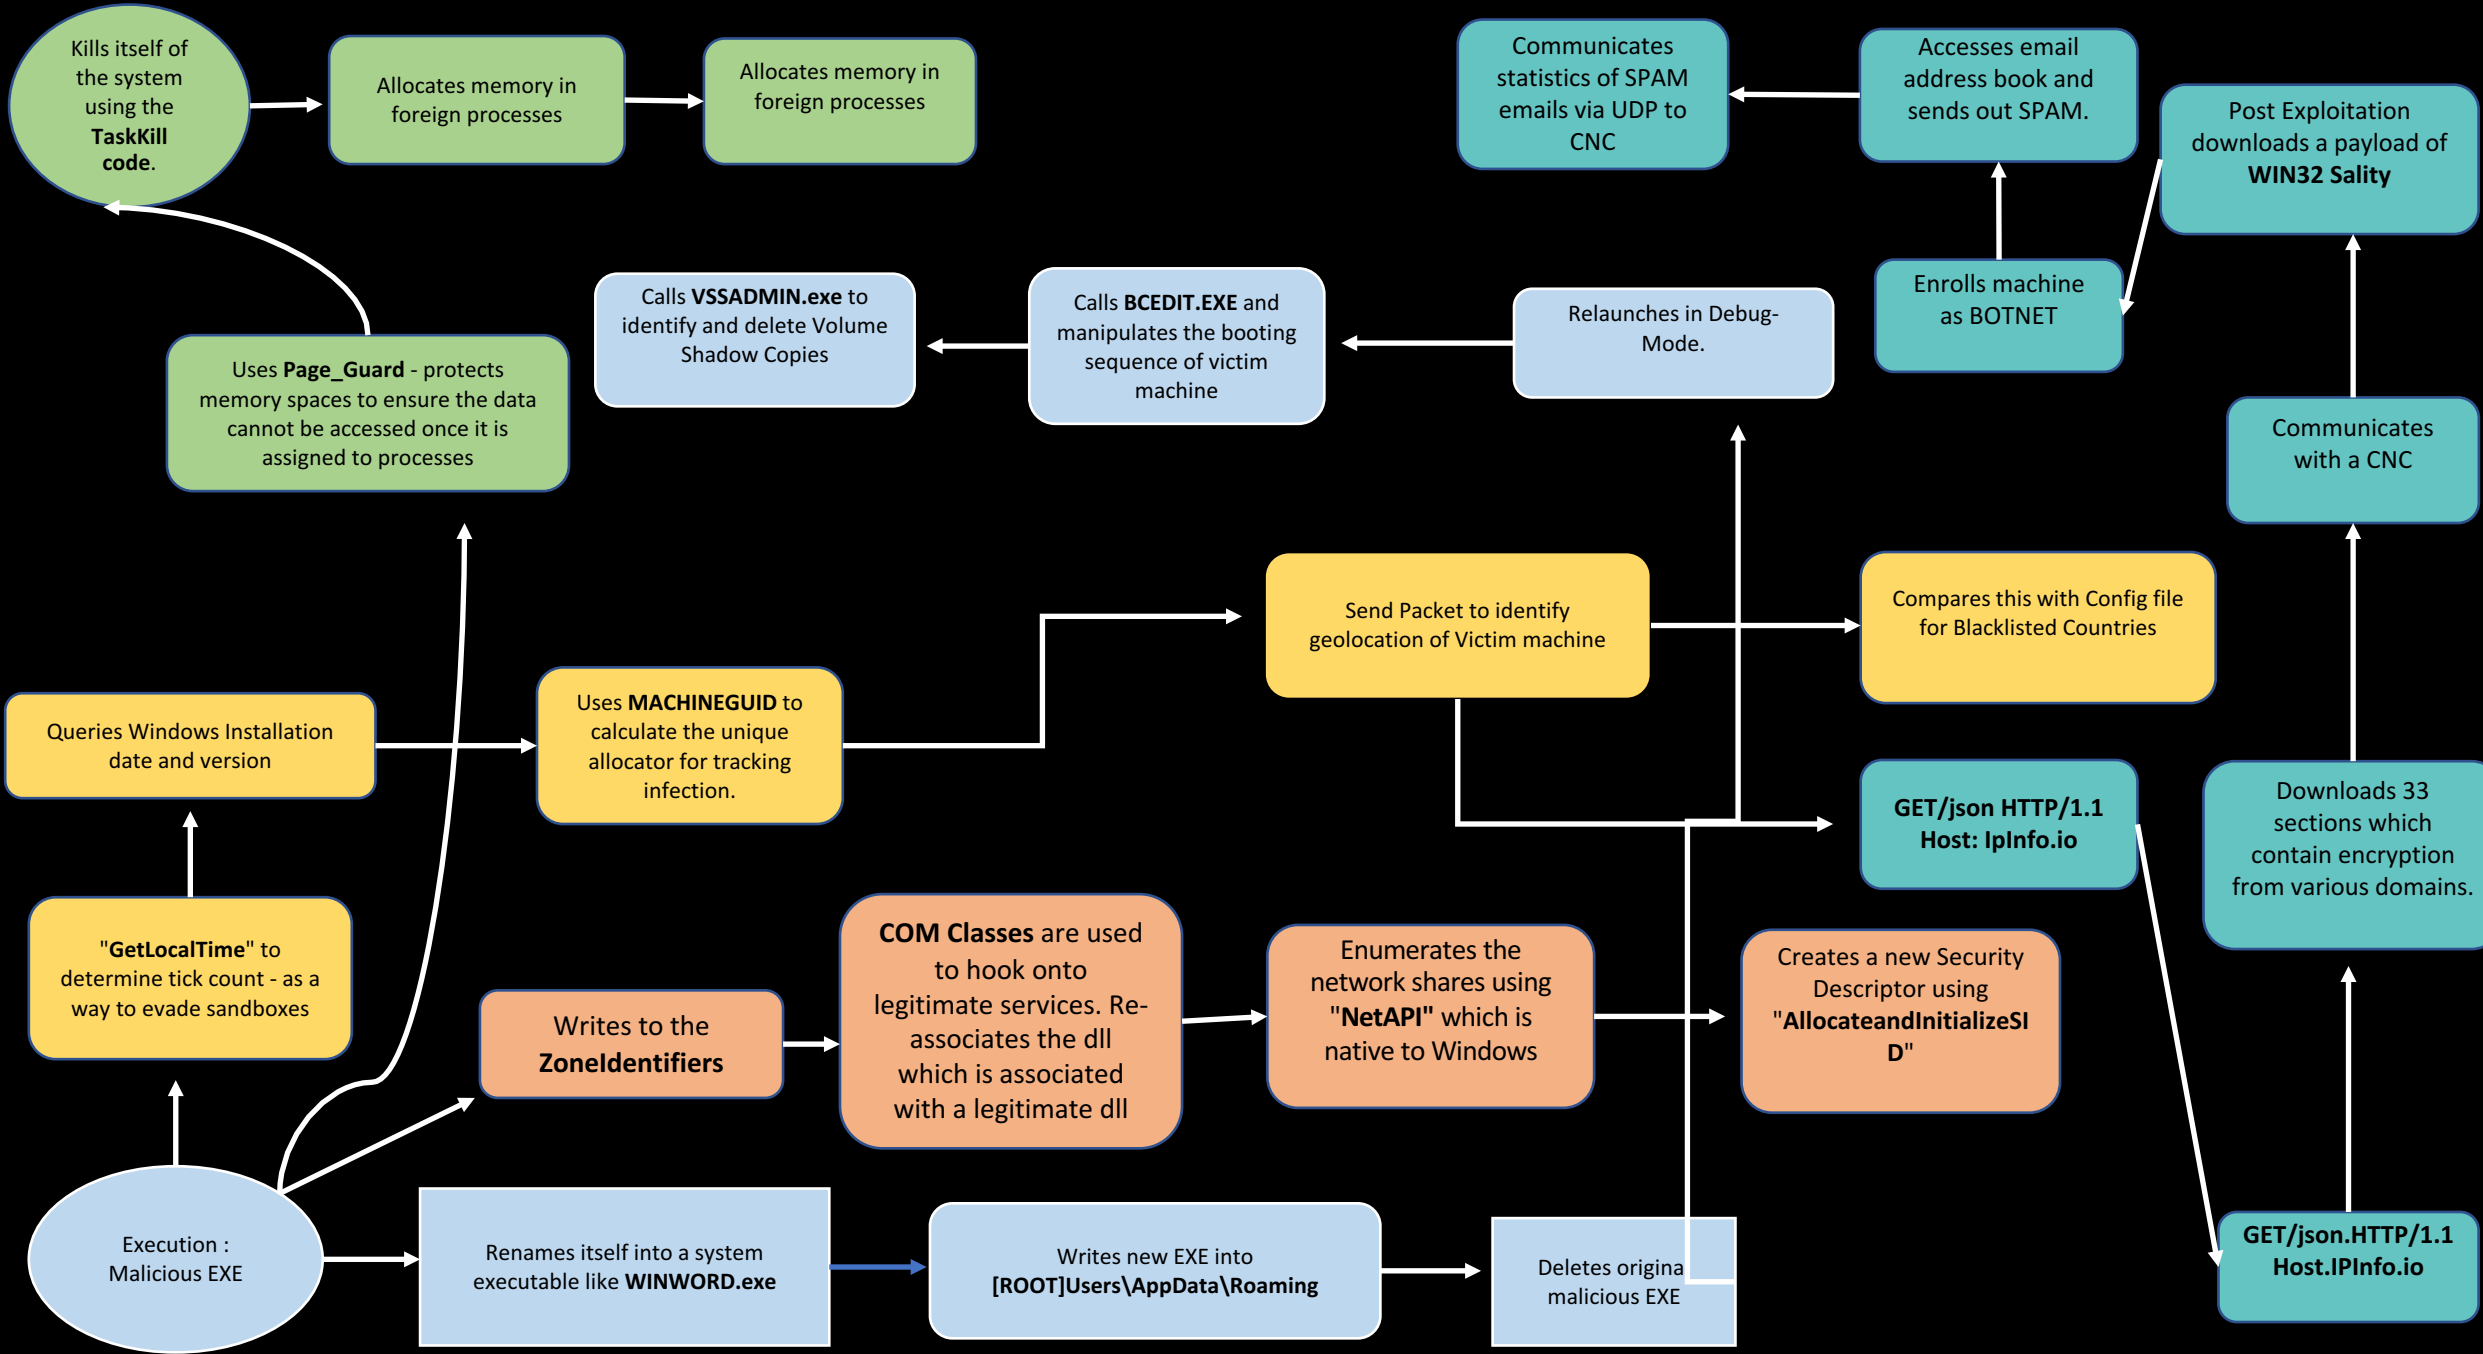 Kills itself of
the system
using the
TaskKill
code.
Allocates memory in
foreign processes
Allocates memory in
foreign processes
Communicates
statistics of SPAM
emails via UDP to
CNC
Accesses email
address book and
sends out SPAM.
Post Exploitation
downloads a payload of
WIN32 Sality
Enrolls machine
as BOTNET
Calls VSSADMIN.exe to
identify and delete Volume
Shadow Copies
Calls BCEDIT.EXE and
manipulates the booting
sequence of victim
machine
Relaunches in Debug-
Mode.
Uses Page_Guard - protects
memory spaces to ensure the data
cannot be accessed once it is
assigned to processes
Communicates
with a CNC
Send Packet to identify
geolocation of Victim machine
Compares this with Config file
for Blacklisted Countries
Queries Windows Installation
date and version
Uses MACHINEGUID to
calculate the unique
allocator for tracking
infection.
GET/json HTTP/1.1
Host: IpInfo.io
Downloads 33
sections which
contain encryption
from various domains.
"GetLocalTime" to
determine tick count - as a
way to evade sandboxes
Writes to the
ZoneIdentifiers
COM Classes are used
to hook onto
legitimate services. Re-
associates the dll
which is associated
with a legitimate dll
Enumerates the
network shares using
"NetAPI" which is
native to Windows
Creates a new Security
Descriptor using
"AllocateandInitializeSI
D"
Execution :
Malicious EXE
Renames itself into a system
executable like WINWORD.exe
Writes new EXE into
[ROOT]Users\AppData\Roaming
Deletes original
malicious EXE
GET/json.HTTP/1.1
Host.IPInfo.io